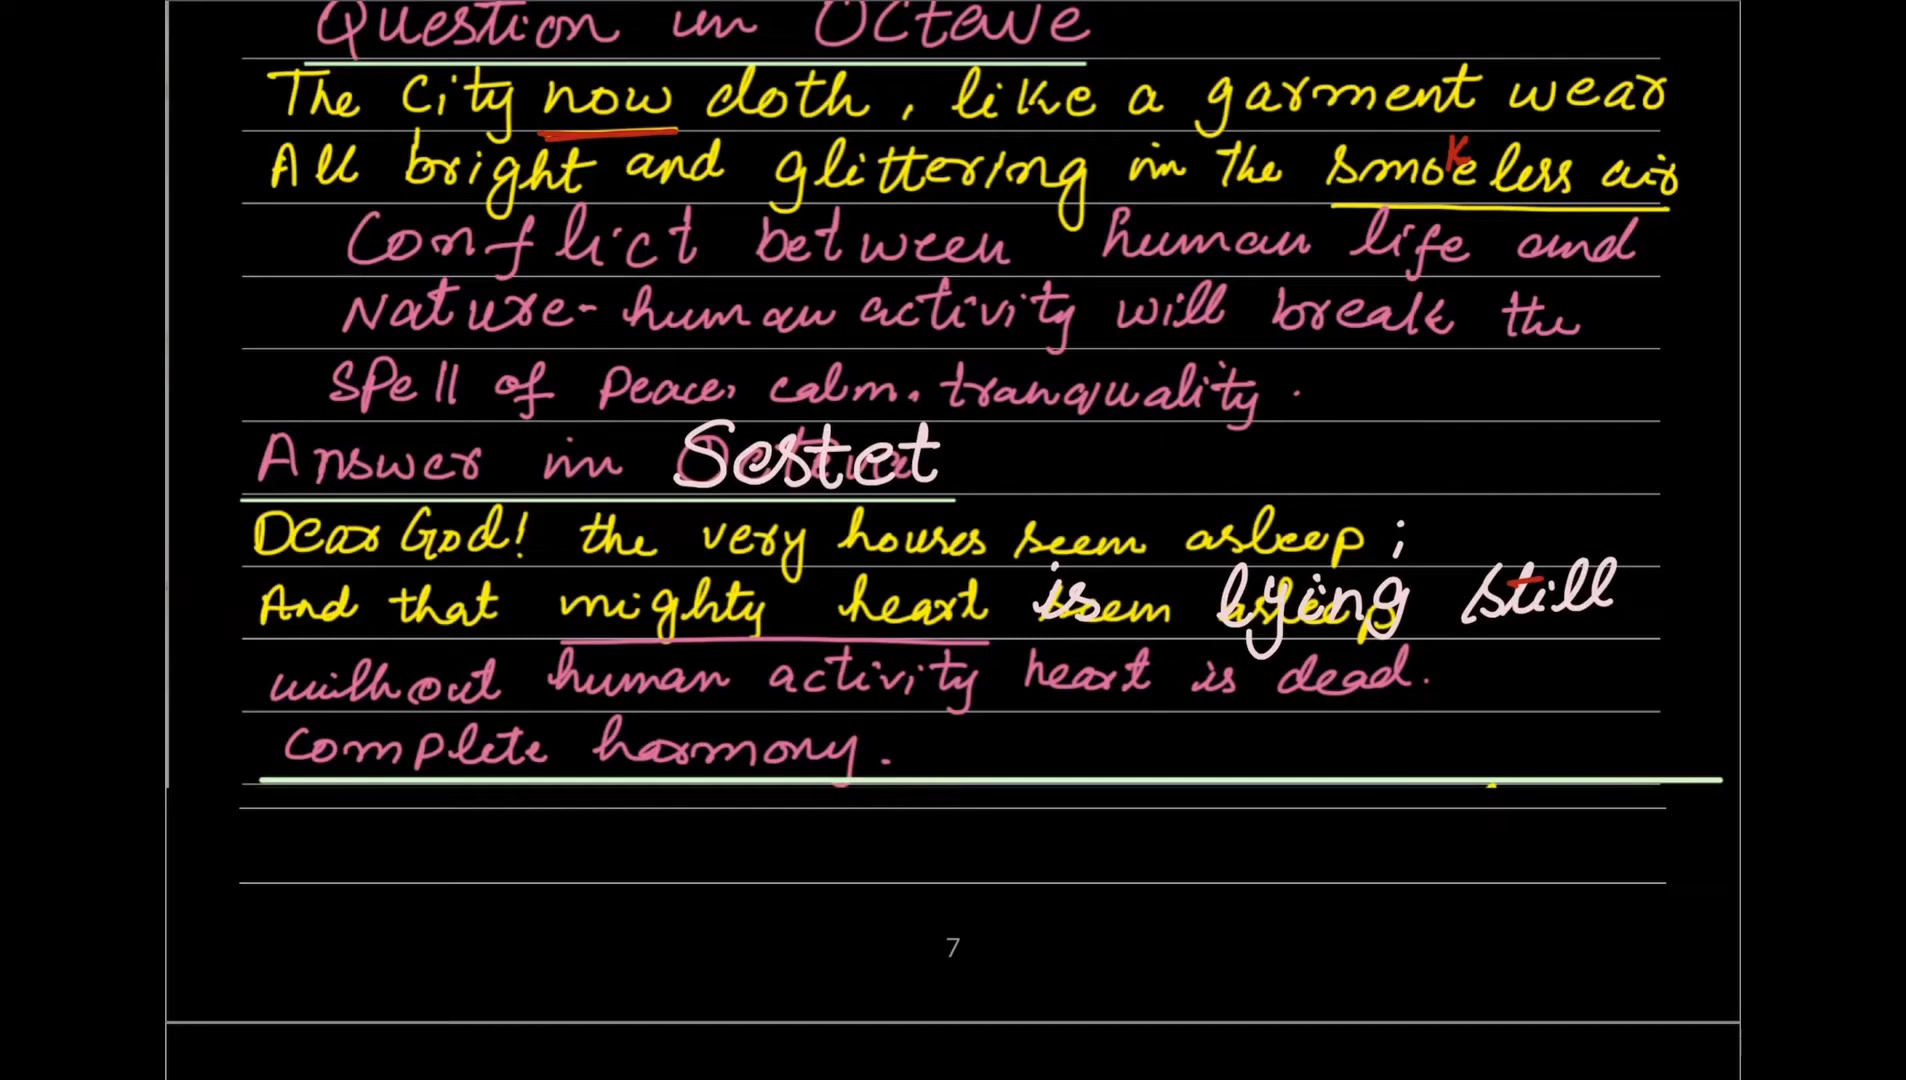 Question in Octave
The City now doth, like a garment wear
All bright and glittering in the smokeless air
Conflict between human life and
Nature- human activity will break the
spell of peace, calm. tranquality.
Answer in Sestet
Dear God! the very houses seem asleep;
And that mighty heart is lying still
without human activity heart is dead.
complete harmony.
7